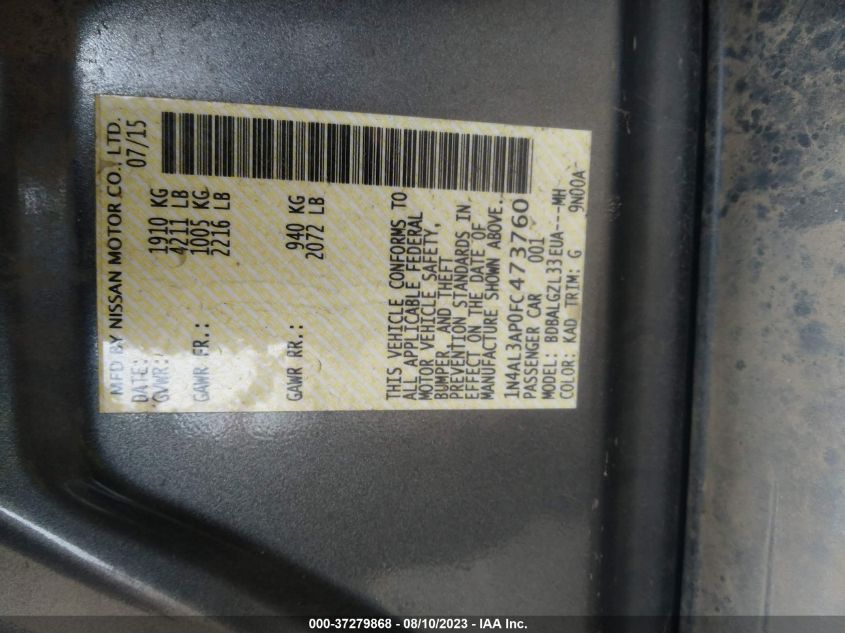 MFD BY NISSAN MOTOR CO., LTD.
DATE: 07/15
GVWR: 1910 KG
4211 LB
GAWR FR.: 1005 KG
2216 LB
GAWR RR.: 940 KG
2072 LB
THIS VEHICLE CONFORMS TO
ALL APPLICABLE FEDERAL
MOTOR VEHICLE SAFETY,
BUMPER, AND THEFT
PREVENTION STANDARDS IN
EFFECT ON THE DATE OF
MANUFACTURE SHOWN ABOVE.
1N4AL3AP0FC473760
PASSENGER CAR 001
MODEL: BDBALGZL33EUA---MH
COLOR: KAD TRIM: G 9N00A-
000-37279868 - 08/10/2023 - IAA Inc.